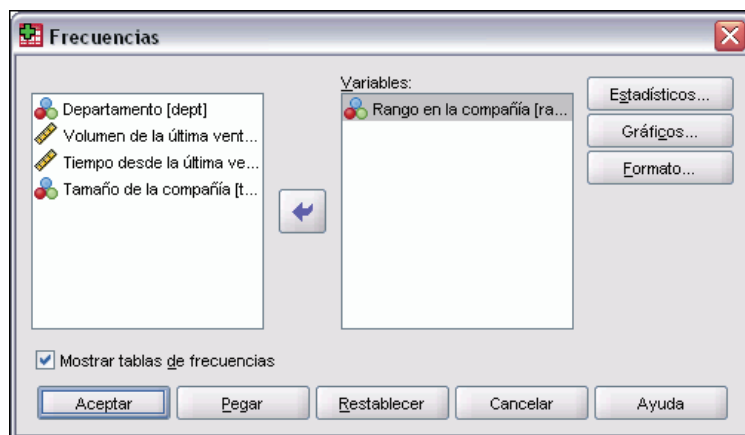 Frecuencias
Departamento [dept]
Volumen de la última vent...
Tiempo desde la última ve...
Tamaño de la compañía [t...
Variables:
Rango en la compañía [ra...
Estadísticos...
Gráficos...
Formato...
Mostrar tablas de frecuencias
Aceptar
Pegar
Restablecer
Cancelar
Ayuda